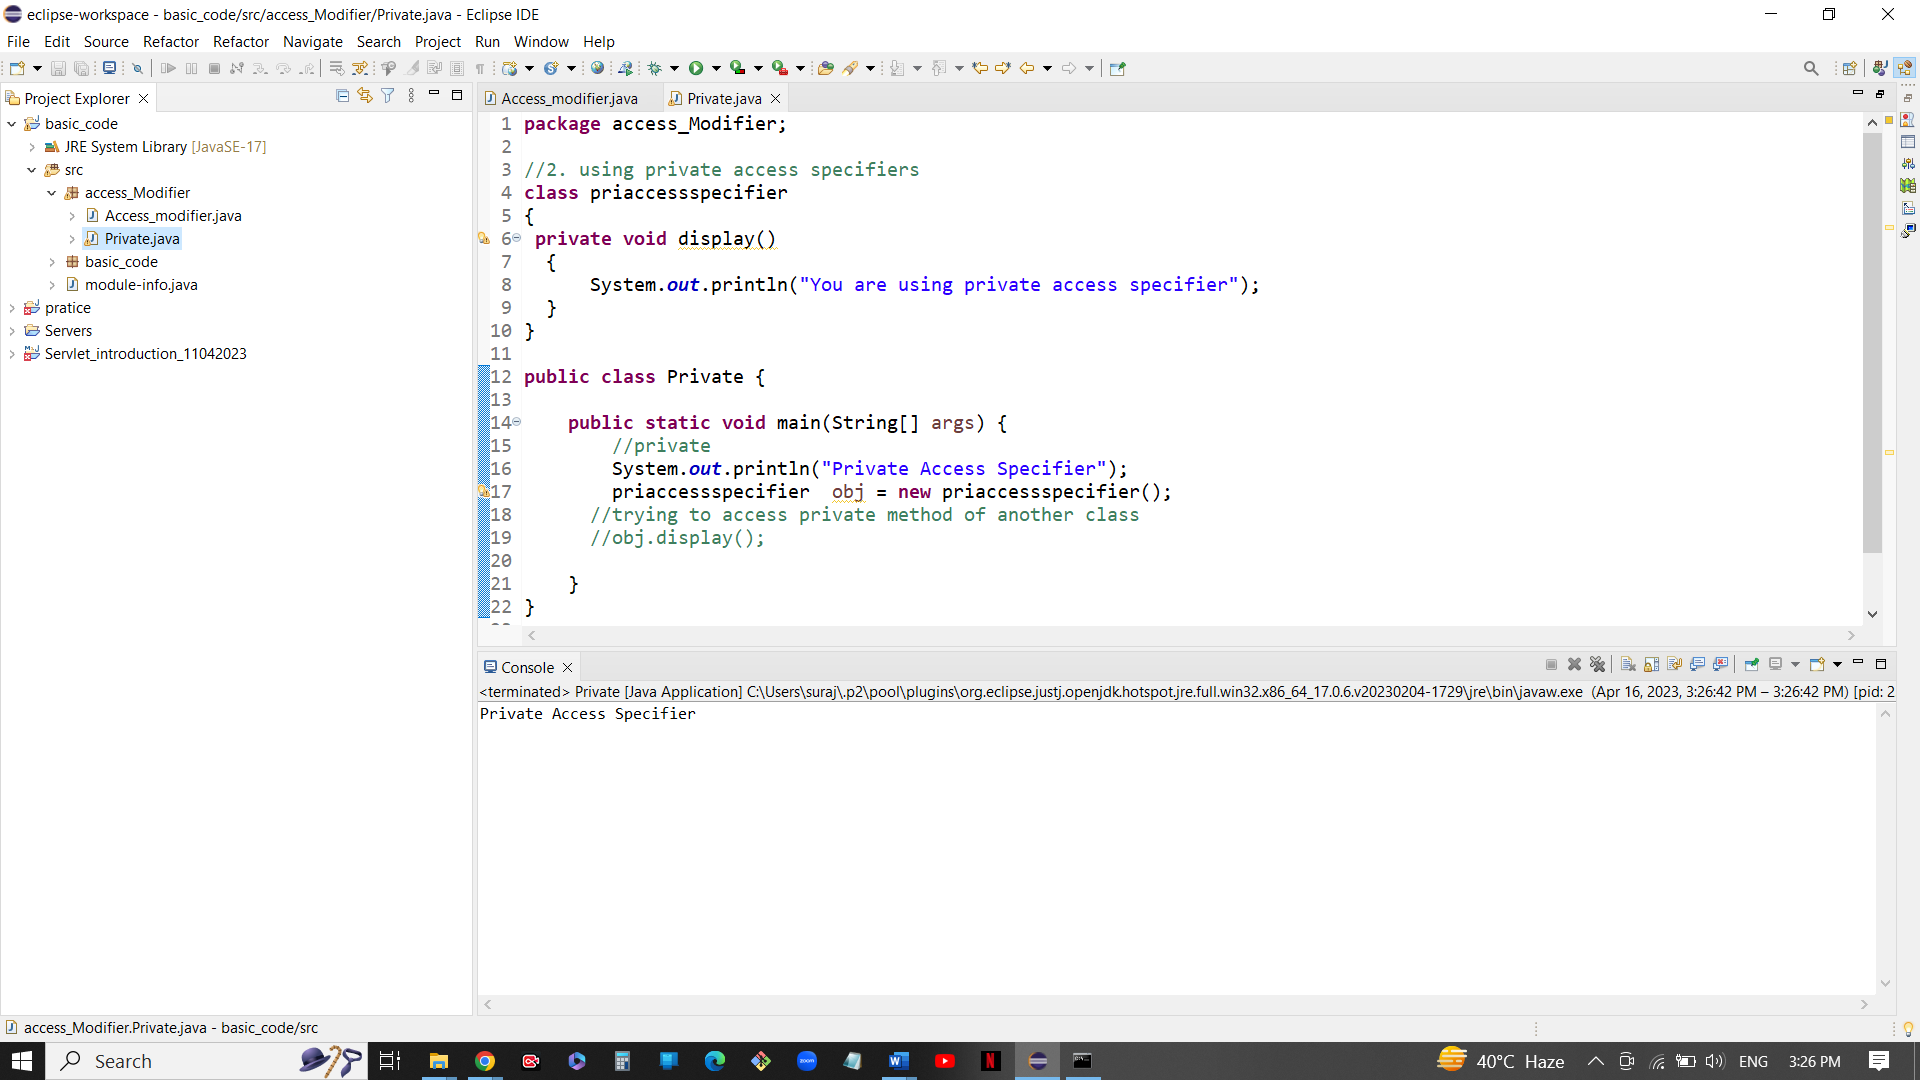 eclipse-workspace - basic_code/src/access_Modifier/Private.java - Eclipse IDE
File Edit Source Refactor Refactor Navigate Search Project Run Window Help
Project Explorer
basic_code
JRE System Library [JavaSE-17]
src
access_Modifier
Access_modifier.java
Private.java
basic_code
module-info.java
pratice
Servers
Servlet_introduction_11042023
Access_modifier.java Private.java
1 package access_Modifier;
2
3 //2. using private access specifiers
4 class priaccessspecifier
5 {
6 private void display()
7 {
8 System.out.println("You are using private access specifier");
9 }
10 }
11
12 public class Private {
13
14 public static void main(String[] args) {
15 //private
16 System.out.println("Private Access Specifier");
17 priaccessspecifier  obj = new priaccessspecifier();
18 //trying to access private method of another class
19 //obj.display();
20
21 }
22 }
Console
<terminated> Private [Java Application] C:\Users\suraj\.p2\pool\plugins\org.eclipse.justj.openjdk.hotspot.jre.full.win32.x86_64_17.0.6.v20230204-1729\jre\bin\javaw.exe (Apr 16, 2023, 3:26:42 PM – 3:26:42 PM) [pid: 2
Private Access Specifier
access_Modifier.Private.java - basic_code/src
Search
zoom
40°C Haze
ENG
3:26 PM